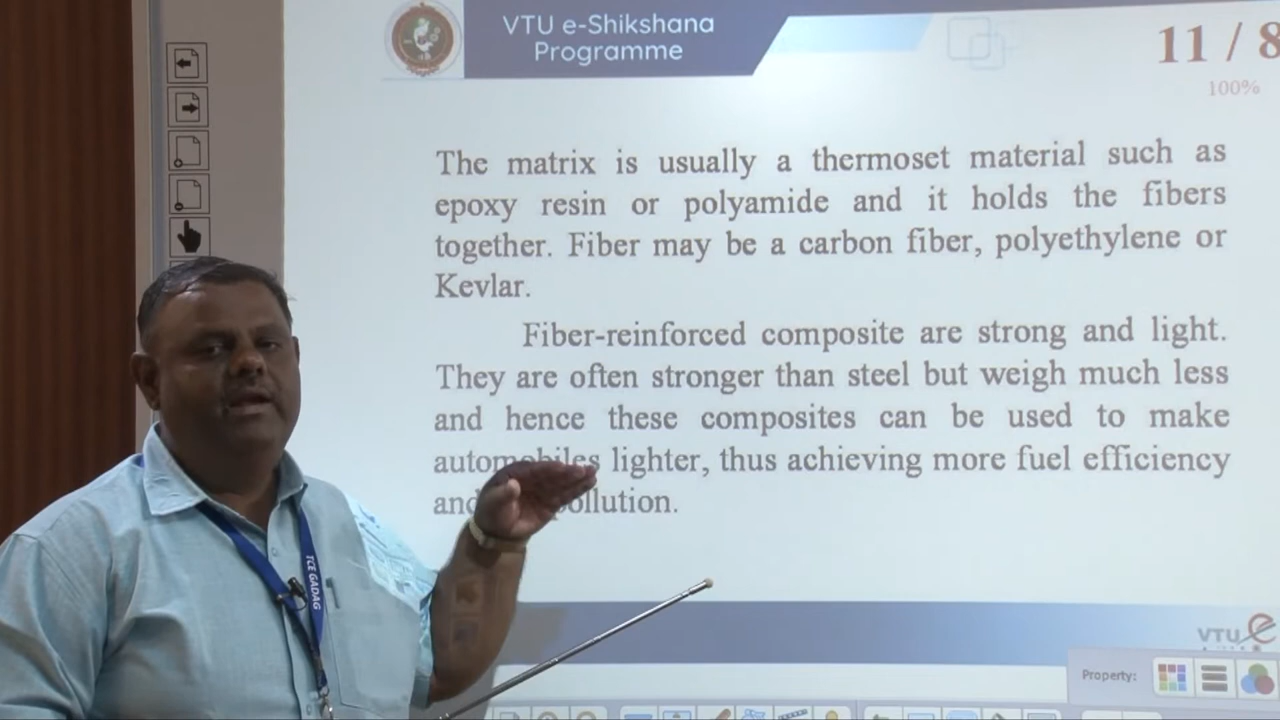 VTU e-Shikshana
Programme
11 / 8
100%
The matrix is usually a thermoset material such as
epoxy resin or polyamide and it holds the fibers
together. Fiber may be a carbon fiber, polyethylene or
Kevlar.
Fiber-reinforced composite are strong and light.
They are often stronger than steel but weigh much less
and hence these composites can be used to make
automobiles lighter, thus achieving more fuel efficiency
and pollution.
TCE GADAG
VTU e
Property: